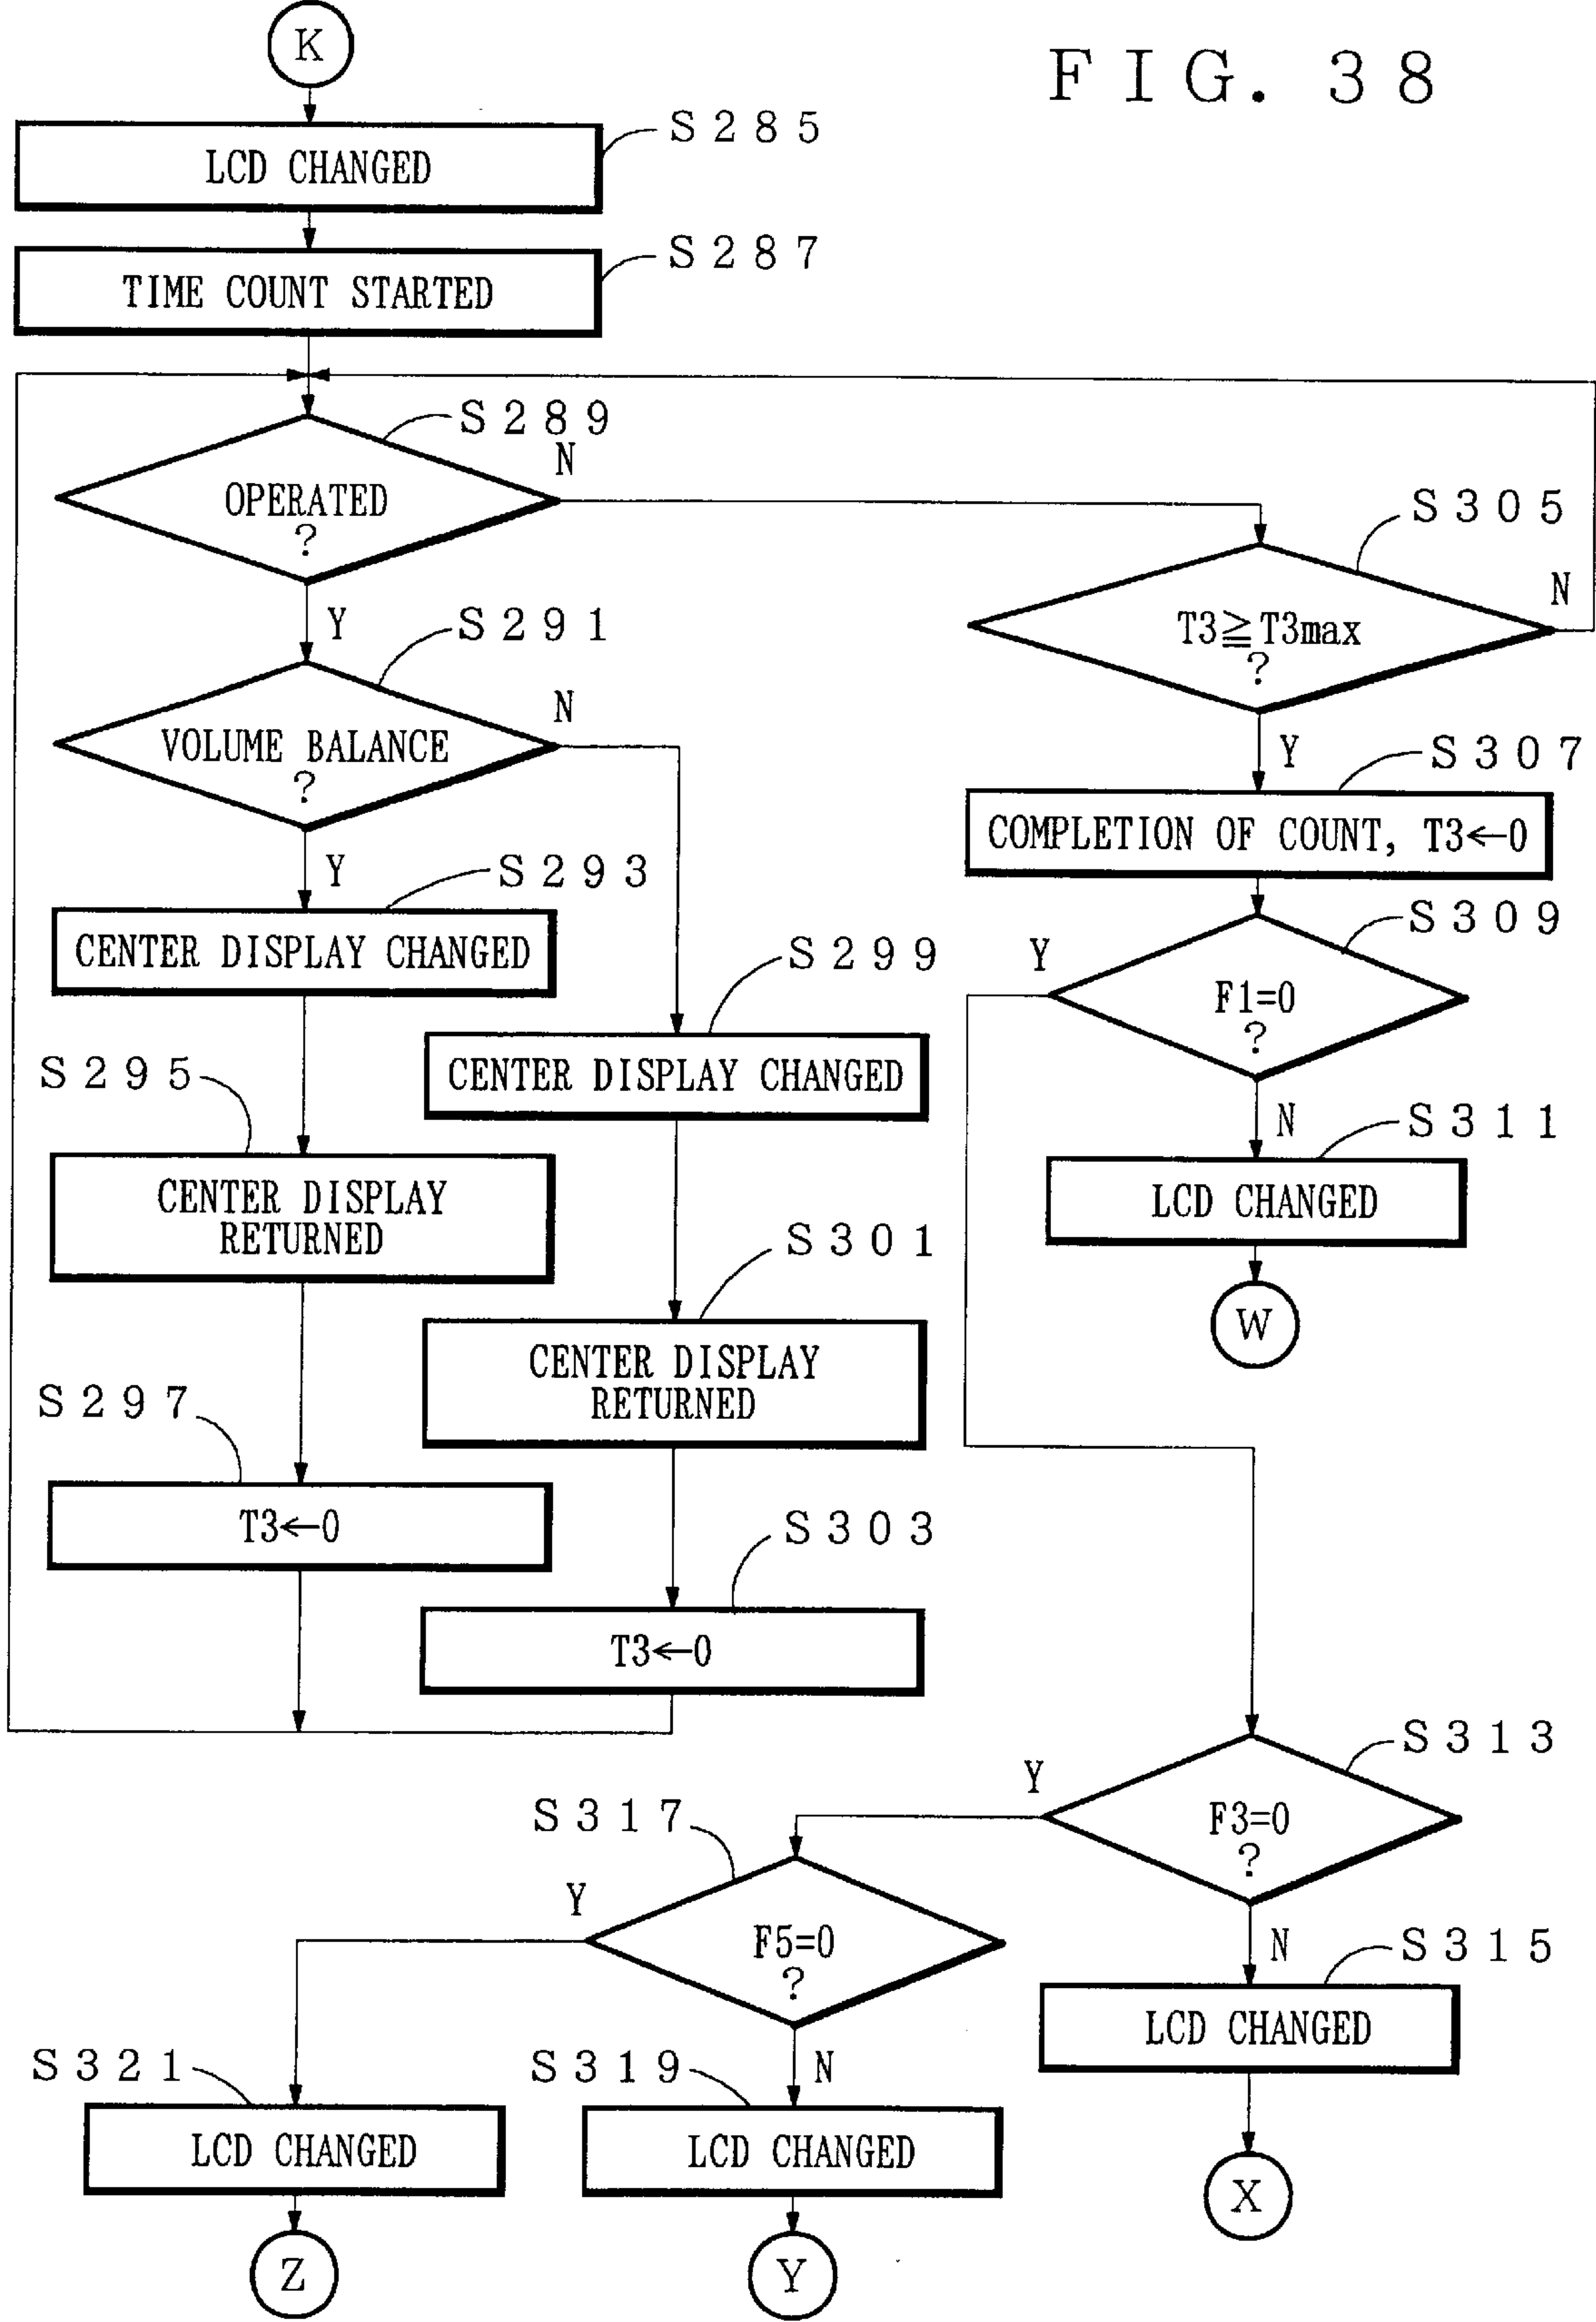 K
FIG. 38
S285
LCD CHANGED
S287
TIME COUNT STARTED
S289
N
OPERATED
?
S305
Y
N
S291
T3≧T3max
?
N
VOLUME BALANCE
?
Y
S307
COMPLETION OF COUNT, T3←0
Y
S293
S309
CENTER DISPLAY CHANGED
S299
Y
F1=0
?
S295
CENTER DISPLAY CHANGED
N
S311
CENTER DISPLAY
RETURNED
LCD CHANGED
S301
W
CENTER DISPLAY
RETURNED
S297
T3←0
S303
T3←0
S313
Y
F3=0
?
S317
Y
F5=0
?
N
S315
LCD CHANGED
S321
S319
N
LCD CHANGED
LCD CHANGED
X
Z
Y